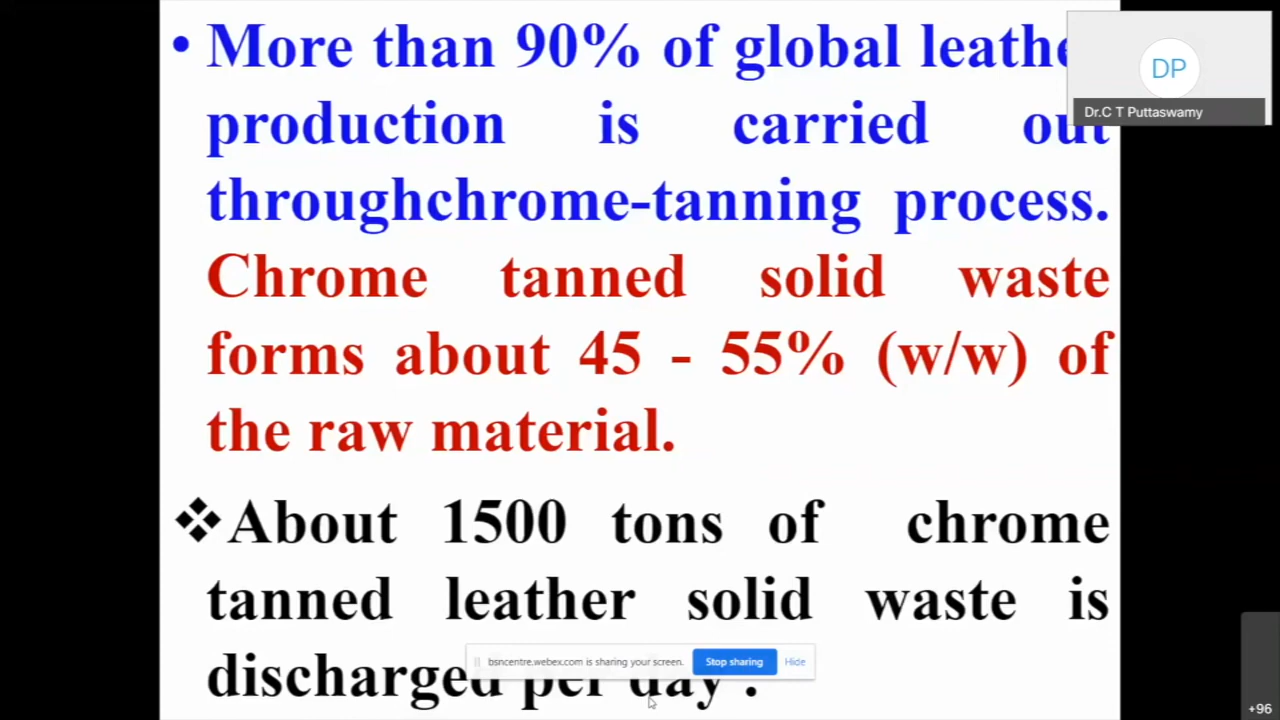 • More than 90% of global leathe
production is carried out
throughchrome-tanning process.
Chrome tanned solid waste
forms about 45 - 55% (w/w) of
the raw material.
❖About 1500 tons of chrome
tanned leather solid waste is
discharged per day .
DP
Dr.C T Puttaswamy
bsncentre.webex.com is sharing your screen.
Stop sharing
Hide
+96